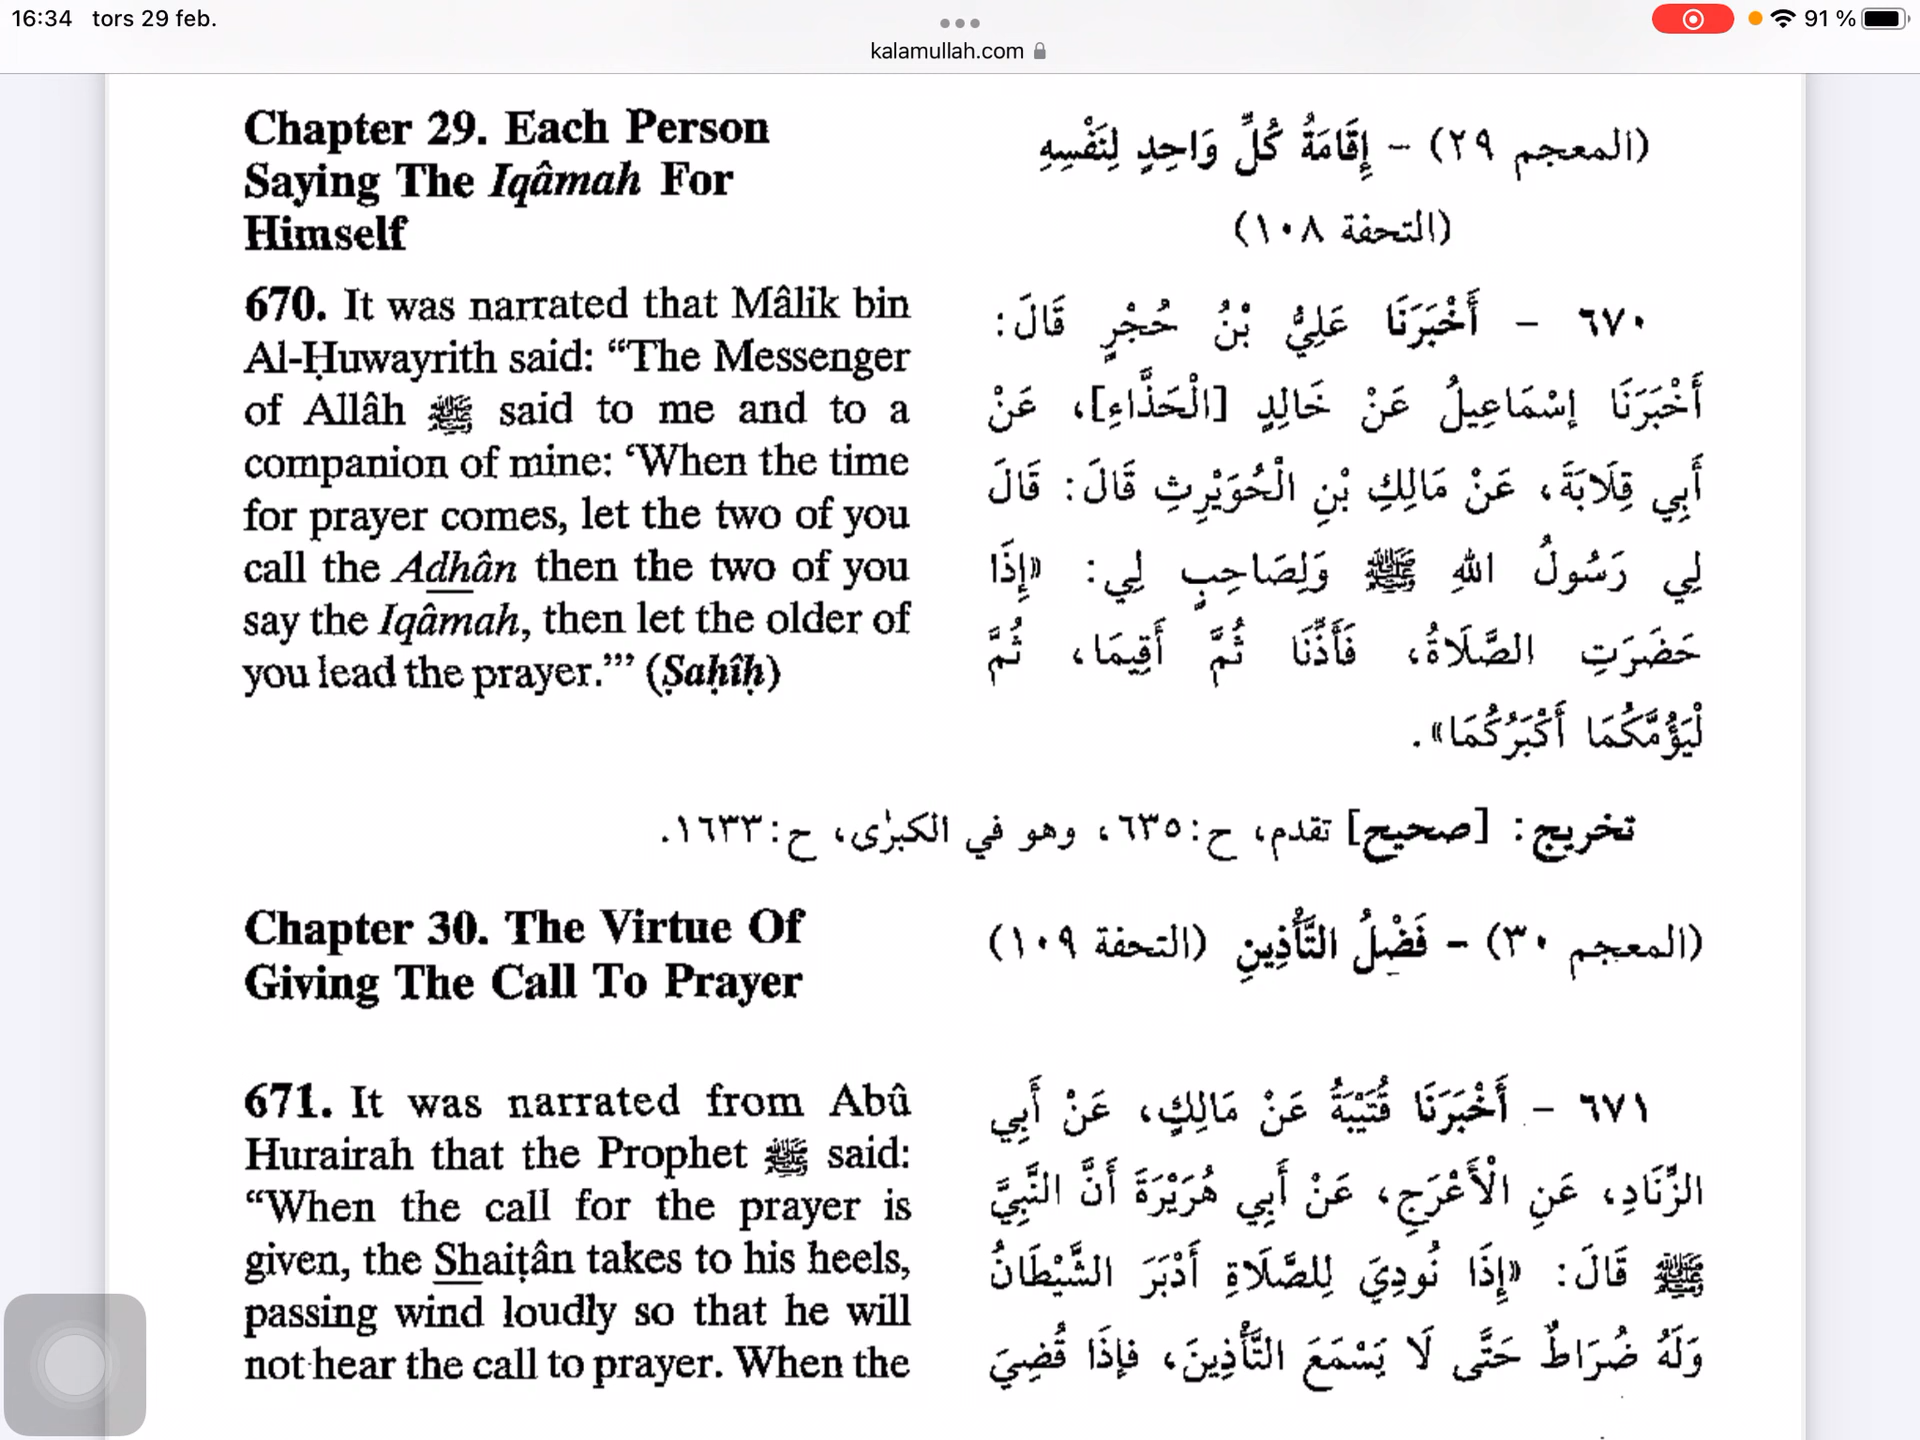 16:34 tors 29 feb.
91 %
kalamullah.com
Chapter 29. Each Person
Saying The Iqâmah For
Himself
(المعجم ٢٩) - إِقَامَةُ كُلِّ وَاحِدٍ لِنَفْسِهِ
(التحفة ١٠٨)
670. It was narrated that Mâlik bin
Al-Ḥuwayrith said: “The Messenger
of Allâh ﷺ said to me and to a
companion of mine: ‘When the time
for prayer comes, let the two of you
call the Adhân then the two of you
say the Iqâmah, then let the older of
you lead the prayer.’” (Ṣaḥîḥ)
٦٧٠ - أَخْبَرَنَا عَلِيُّ بْنُ حُجْرٍ قَالَ:
أَخْبَرَنَا إِسْمَاعِيلُ عَنْ خَالِدٍ [الْحَذَّاءِ]، عَنْ
أَبِي قِلَابَةَ، عَنْ مَالِكِ بْنِ الْحُوَيْرِثِ قَالَ: قَالَ
لِي رَسُولُ اللهِ ﷺ وَلِصَاحِبٍ لِي: «إِذَا
حَضَرَتِ الصَّلَاةُ، فَأَذِّنَا ثُمَّ أَقِيمَا، ثُمَّ
لْيَؤُمَّكُمَا أَكْبَرُكُمَا».
تخريج: [صحيح] تقدم، ح:٦٣٥، وهو في الكبرٰى، ح:١٦٣٣.
Chapter 30. The Virtue Of
Giving The Call To Prayer
(المعجم ٣٠) - فَضْلُ التَّأْذِينِ (التحفة ١٠٩)
671. It was narrated from Abû
Hurairah that the Prophet ﷺ said:
“When the call for the prayer is
given, the Shaiṭân takes to his heels,
passing wind loudly so that he will
not hear the call to prayer. When the
٦٧١ - أَخْبَرَنَا قُتَيْبَةُ عَنْ مَالِكٍ، عَنْ أَبِي
الزِّنَادِ، عَنِ الْأَعْرَجِ، عَنْ أَبِي هُرَيْرَةَ أَنَّ النَّبِيَّ
ﷺ قَالَ: «إِذَا نُودِيَ لِلصَّلَاةِ أَدْبَرَ الشَّيْطَانُ
وَلَهُ ضُرَاطٌ حَتَّى لَا يَسْمَعَ التَّأْذِينَ، فَإِذَا قُضِيَ